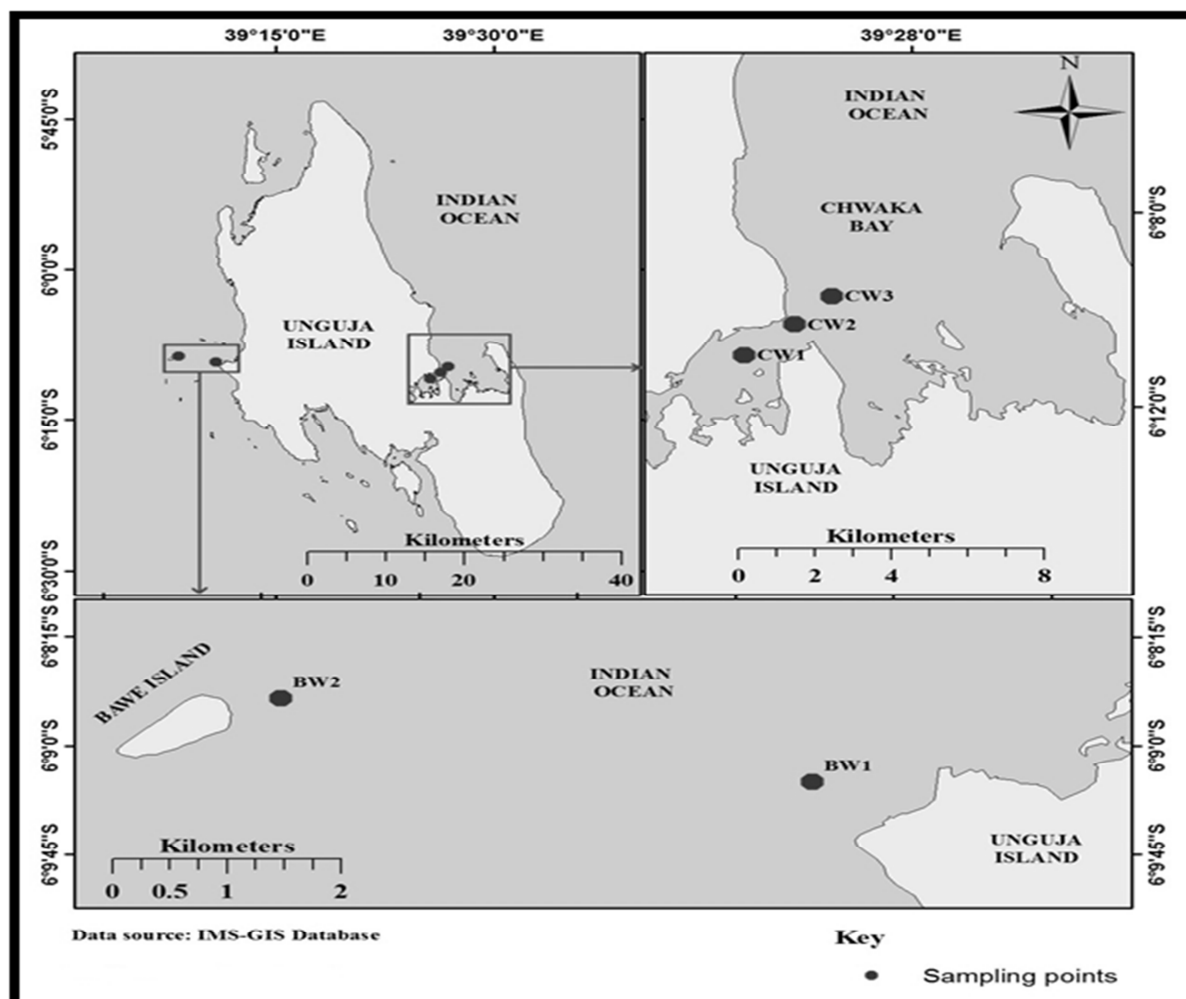 39°15'0"E
39°30'0"E
5°45'0"S
6°0'0"S
6°15'0"S
6°30'0"S
INDIAN
OCEAN
UNGUJA
ISLAND
Kilometers
0 10 20 40
39°28'0"E
N
INDIAN
OCEAN
CHWAKA
BAY
CW3
CW2
CW1
UNGUJA
ISLAND
Kilometers
0 2 4 8
6°8'0"S
6°12'0"S
6°8'15"S
6°9'0"S
6°9'45"S
BAWE ISLAND
BW2
INDIAN
OCEAN
BW1
UNGUJA
ISLAND
Kilometers
0 0.5 1 2
6°8'15"S
6°9'0"S
6°9'45"S
Data source: IMS-GIS Database
Key
Sampling points